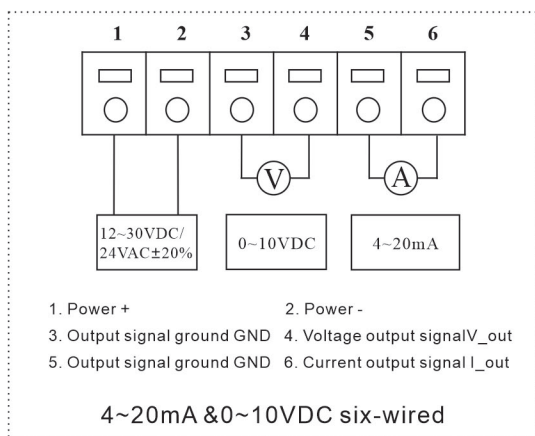 1 2 3 4 5 6
V A
12~30VDC/
24VAC±20%
0~10VDC
4~20mA
1. Power + 2. Power -
3. Output signal ground GND 4. Voltage output signalV_out
5. Output signal ground GND 6. Current output signal I_out
4~20mA &0~10VDC six-wired